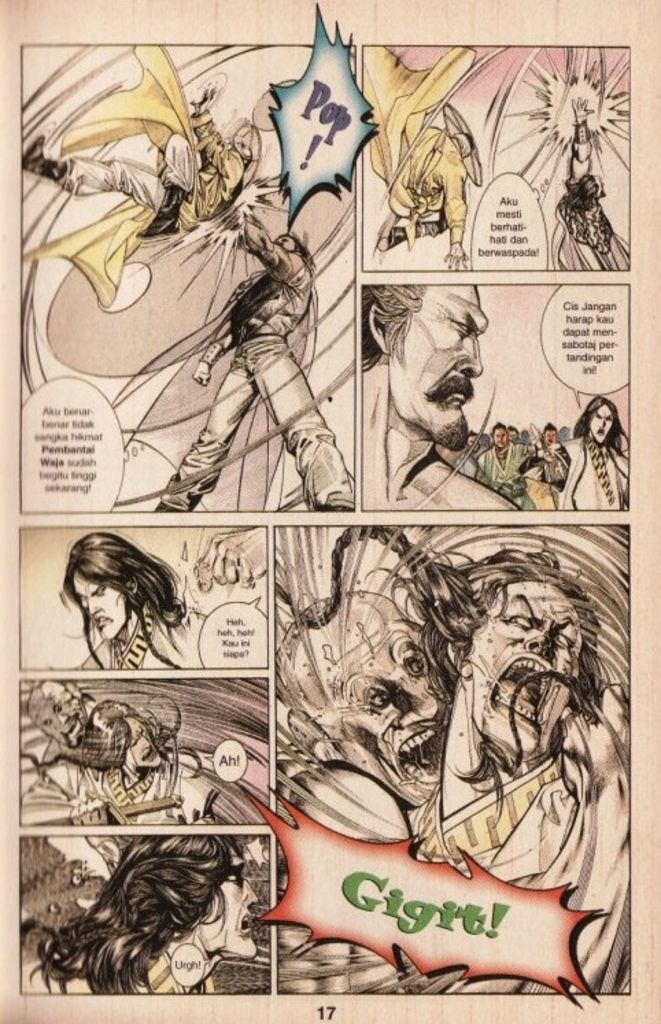 Pop
!
Aku benar-
benar tidak
sangka hikmat
Pembantai
Waja sudah
begitu tinggi
sekarang!
Aku
mesti
berhati-
hati dan
berwaspada!
Cis Jangan
harap kau
dapat men-
sabotaj per-
tandingan
ini!
Heh,
heh, heh!
Kau ini
siapa?
Ah!
Urgh!
Gigit!
17